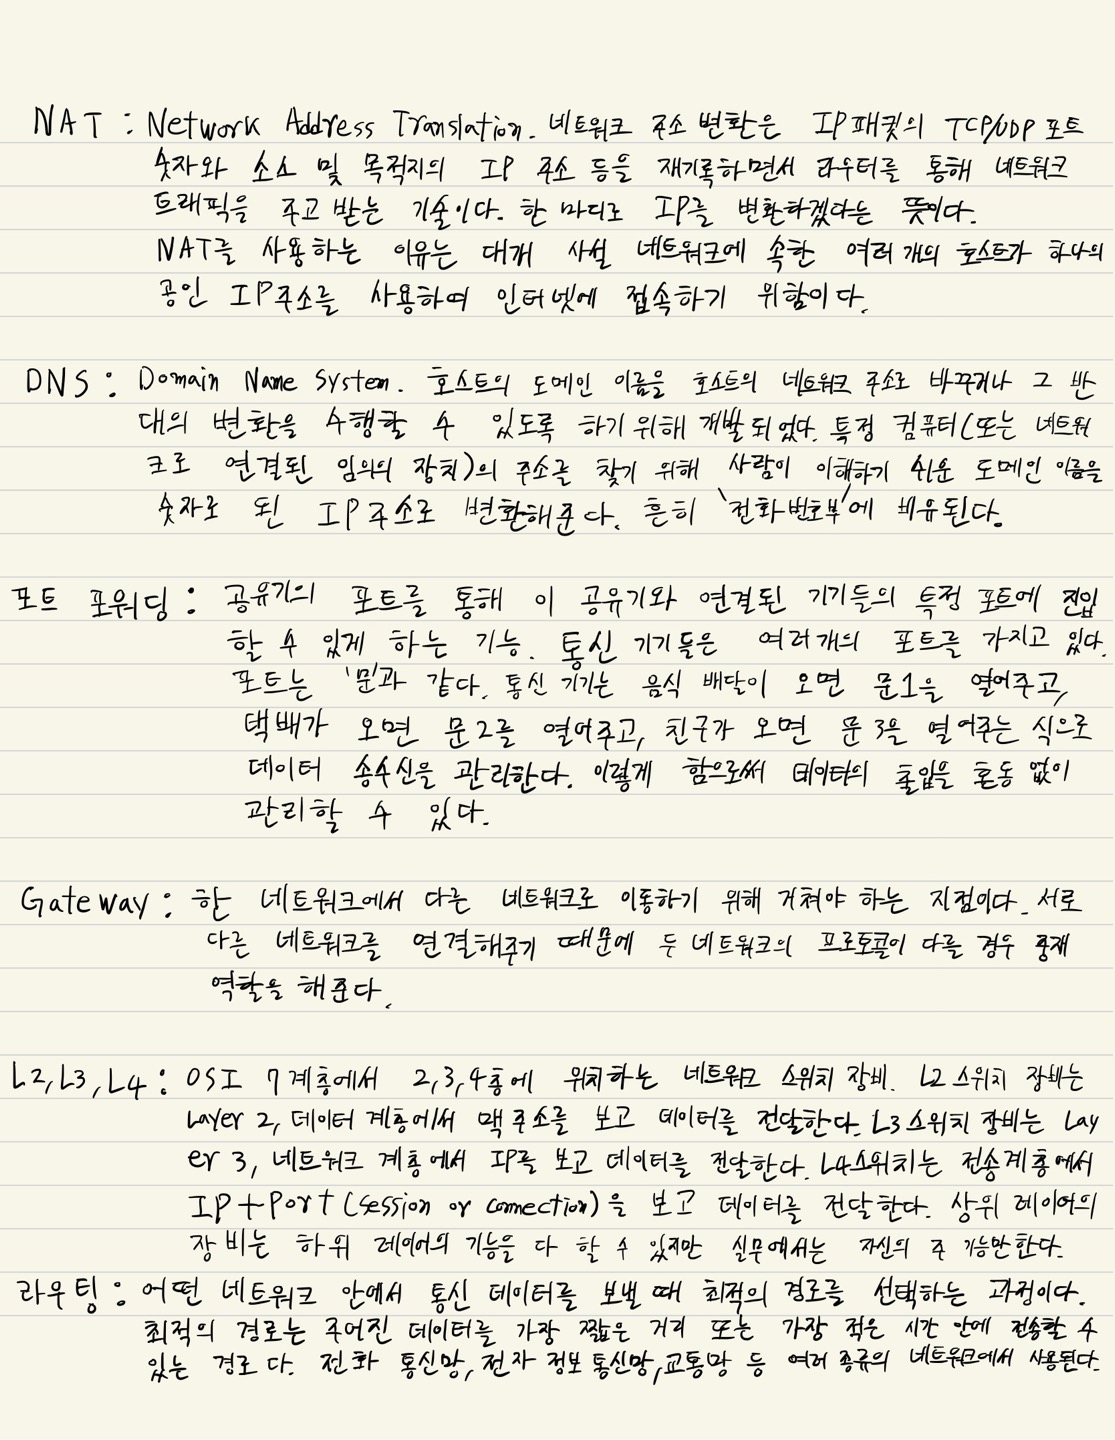 NAT : Network Address Translation. 네트워크 주소 변환은 IP패킷의 TCP/UDP 포트
숫자와 소스 및 목적지의 IP 주소 등을 재기록하면서 라우터를 통해 네트워크
트래픽을 주고 받는 기술이다. 한 마디로 IP를 변환하겠다는 뜻이다.
NAT를 사용하는 이유는 대개 사설 네트워크에 속한 여러 개의 호스트가 하나의
공인 IP주소를 사용하여 인터넷에 접속하기 위함이다.
DNS : Domain Name System. 호스트의 도메인 이름을 호스트의 네트워크 주소로 바꾸거나 그 반
대의 변환을 수행할 수 있도록 하기 위해 개발되었다. 특정 컴퓨터(또는 네트워
크로 연결된 임의의 장치)의 주소를 찾기 위해 사람이 이해하기 쉬운 도메인 이름을
숫자로 된 IP주소로 변환해준다. 흔히 '전화번호부'에 비유된다.
포트 포워딩 : 공유기의 포트를 통해 이 공유기와 연결된 기기들의 특정 포트에 진입
할 수 있게 하는 기능. 통신 기기들은 여러개의 포트를 가지고 있다.
포트는 '문'과 같다. 통신 기기는 음식 배달이 오면 문1을 열어주고,
택배가 오면 문2를 열어주고, 친구가 오면 문3을 열어주는 식으로
데이터 송수신을 관리한다. 이렇게 함으로써 데이터의 출입을 혼동 없이
관리할 수 있다.
Gateway : 한 네트워크에서 다른 네트워크로 이동하기 위해 거쳐야 하는 지점이다. 서로
다른 네트워크를 연결해주기 때문에 두 네트워크의 프로토콜이 다를 경우 중재
역할을 해준다.
L2, L3, L4 : OSI 7계층에서 2,3,4층에 위치하는 네트워크 스위치 장비. L2 스위치 장비는
Layer 2, 데이터 계층에서 맥 주소를 보고 데이터를 전달한다. L3스위치 장비는 Lay
er 3, 네트워크 계층에서 IP를 보고 데이터를 전달한다. L4스위치는 전송계층에서
IP+Port (Session or connection)을 보고 데이터를 전달한다. 상위 레이어의
장비는 하위 레이어의 기능을 다 할 수 있지만 실무에서는 자신의 주 기능만 한다.
라우팅 : 어떤 네트워크 안에서 통신 데이터를 보낼 때 최적의 경로를 선택하는 과정이다.
최적의 경로는 주어진 데이터를 가장 짧은 거리 또는 가장 적은 시간 안에 전송할 수
있는 경로다. 전화 통신망, 전자 정보 통신망, 교통망 등 여러 종류의 네트워크에서 사용된다.